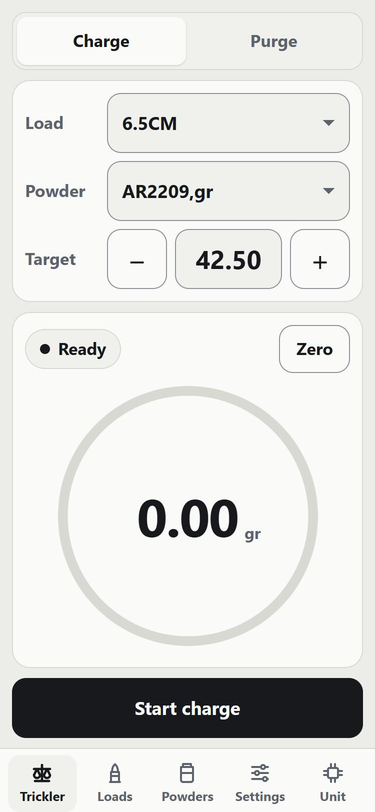 Charge Purge
Load 6.5CM
Powder AR2209,gr
Target − 42.50 +
Ready Zero
0.00 gr
Start charge
Trickler Loads Powders Settings Unit